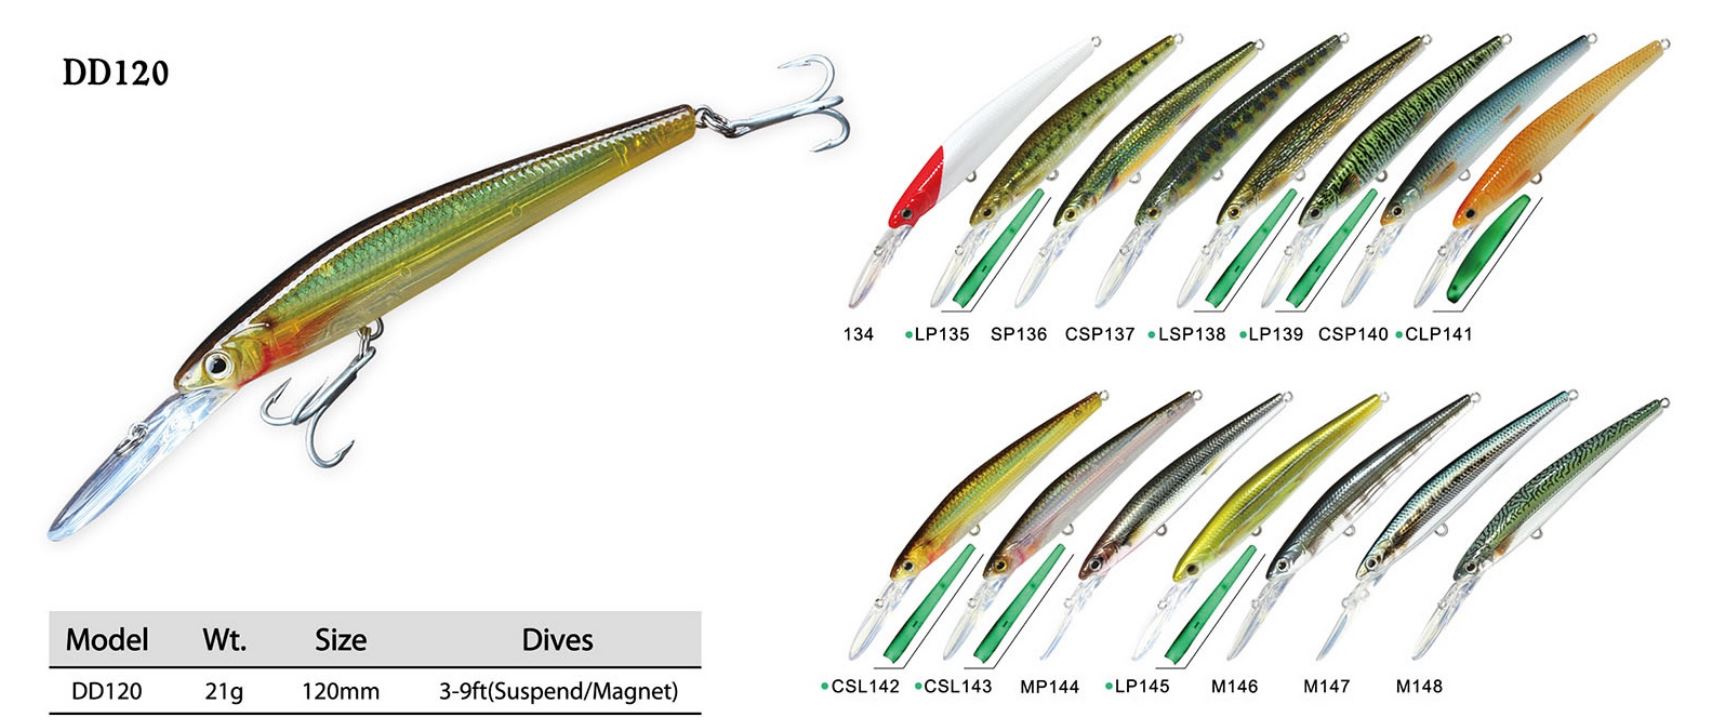 DD120
134 •LP135 SP136 CSP137 •LSP138 •LP139 CSP140 •CLP141
•CSL142 •CSL143 MP144 •LP145 M146 M147 M148
Model Wt. Size Dives
DD120 21g 120mm 3-9ft(Suspend/Magnet)